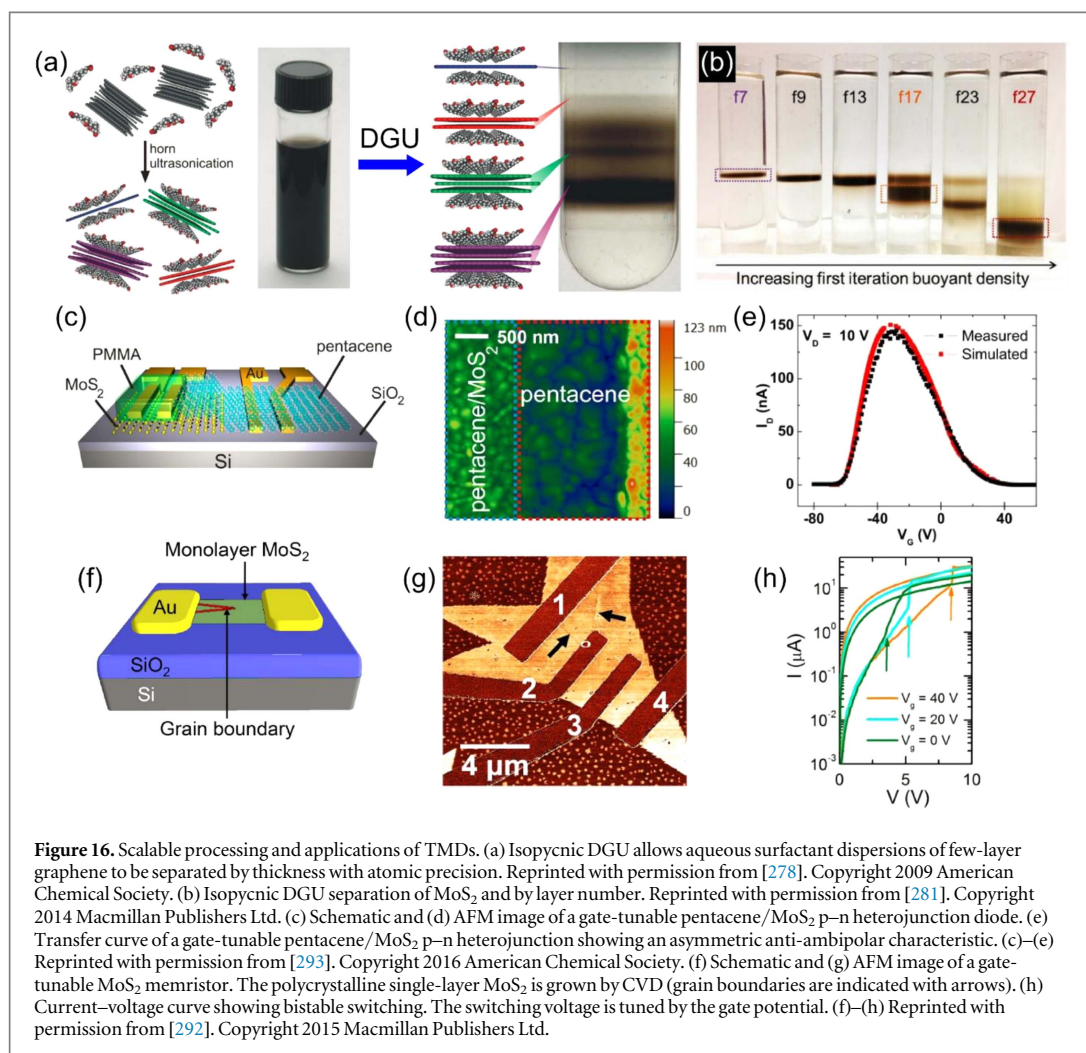 (a)
horn
ultrasonication
DGU
(b)
f7 f9 f13 f17 f23 f27
Increasing first iteration buoyant density
(c)
PMMA
MoS2
Au
pentacene
SiO2
Si
(d)
500 nm
pentacene/MoS2
pentacene
123 nm
100
80
60
40
20
0
(e)
VD = 10 V
Measured
Simulated
ID (nA)
150
100
50
0
-80 -40 0 40
VG (V)
(f)
Monolayer MoS2
Au
SiO2
Si
Grain boundary
(g)
1
2
3
4
4 µm
(h)
I (µA)
10^1
10^0
10^-1
10^-2
10^-3
Vg = 40 V
Vg = 20 V
Vg = 0 V
0 5 10
V (V)
Figure 16. Scalable processing and applications of TMDs. (a) Isopycnic DGU allows aqueous surfactant dispersions of few-layer
graphene to be separated by thickness with atomic precision. Reprinted with permission from [278]. Copyright 2009 American
Chemical Society. (b) Isopycnic DGU separation of MoS2 and by layer number. Reprinted with permission from [281]. Copyright
2014 Macmillan Publishers Ltd. (c) Schematic and (d) AFM image of a gate-tunable pentacene/MoS2 p–n heterojunction diode. (e)
Transfer curve of a gate-tunable pentacene/MoS2 p–n heterojunction showing an asymmetric anti-ambipolar characteristic. (c)–(e)
Reprinted with permission from [293]. Copyright 2016 American Chemical Society. (f) Schematic and (g) AFM image of a gate-
tunable MoS2 memristor. The polycrystalline single-layer MoS2 is grown by CVD (grain boundaries are indicated with arrows). (h)
Current–voltage curve showing bistable switching. The switching voltage is tuned by the gate potential. (f)–(h) Reprinted with
permission from [292]. Copyright 2015 Macmillan Publishers Ltd.